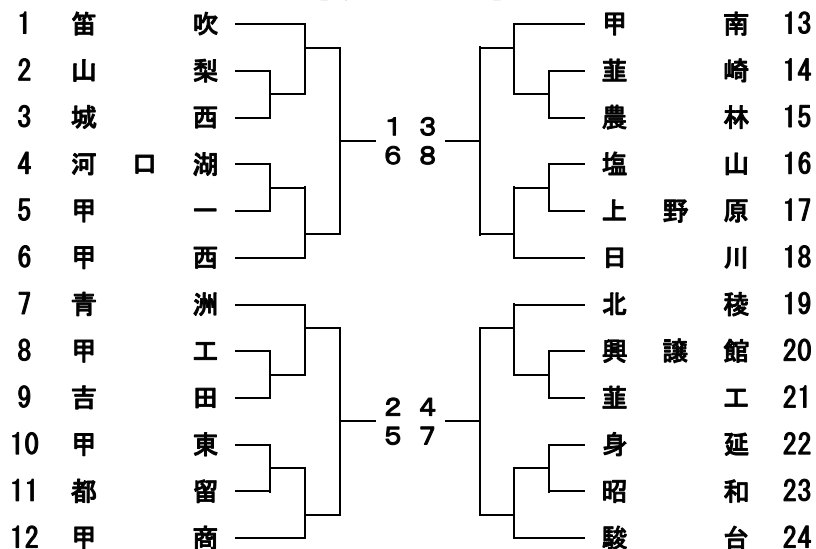 1 笛吹 甲南 13
2 山梨 韮崎 14
3 城西 農林 15
1 3
4 河口湖 塩山 16
6 8
5 甲一 上野原 17
6 甲西 日川 18
7 青洲 北稜 19
8 甲工 興譲館 20
9 吉田 韮工 21
2 4
10 甲東 身延 22
5 7
11 都留 昭和 23
12 甲商 駿台 24